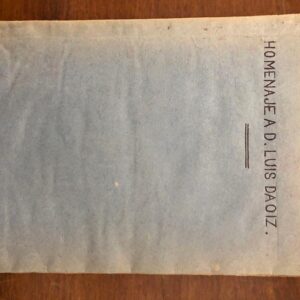 HOMENAJE A D. LUIS DAOIZ.